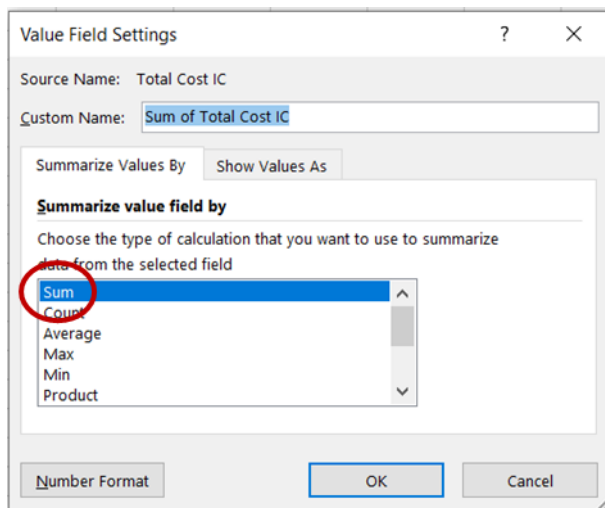 Value Field Settings ? ×
Source Name: Total Cost IC
Custom Name: Sum of Total Cost IC
Summarize Values By Show Values As
Summarize value field by
Choose the type of calculation that you want to use to summarize
data from the selected field
Sum
Count
Average
Max
Min
Product
Number Format OK Cancel